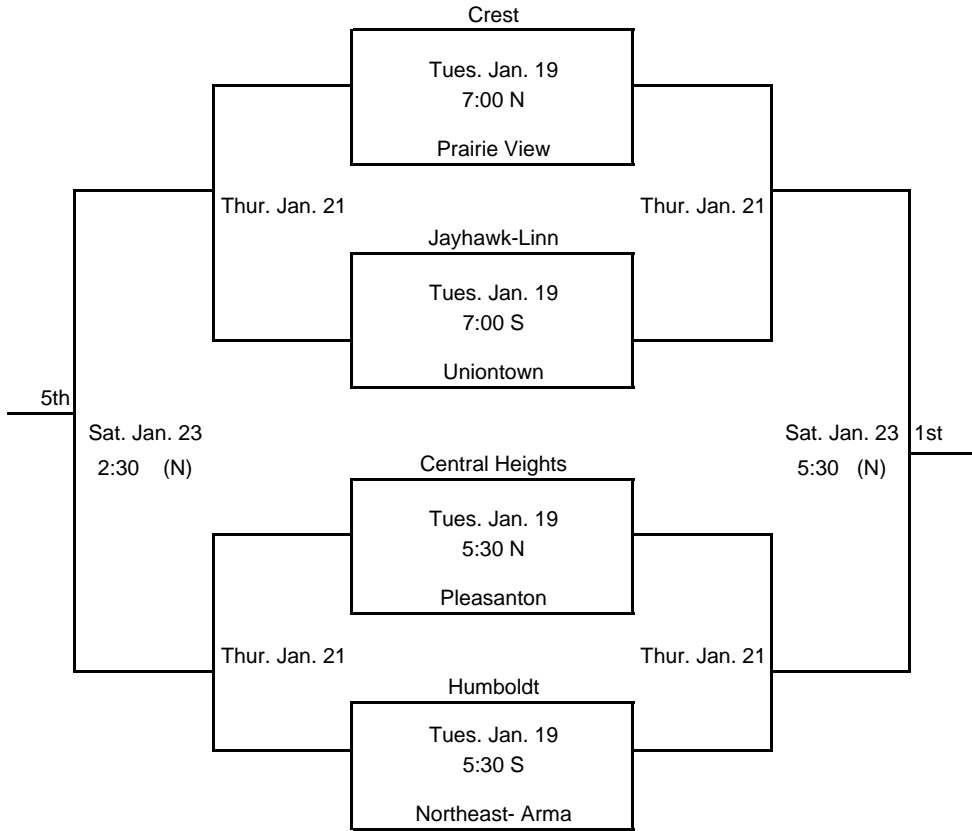 Crest
Tues. Jan. 19
7:00 N
Prairie View
Thur. Jan. 21
Thur. Jan. 21
Jayhawk-Linn
Tues. Jan. 19
7:00 S
Uniontown
5th
Sat. Jan. 23
2:30 (N)
Sat. Jan. 23
1st
5:30 (N)
Central Heights
Tues. Jan. 19
5:30 N
Pleasanton
Thur. Jan. 21
Thur. Jan. 21
Humboldt
Tues. Jan. 19
5:30 S
Northeast- Arma